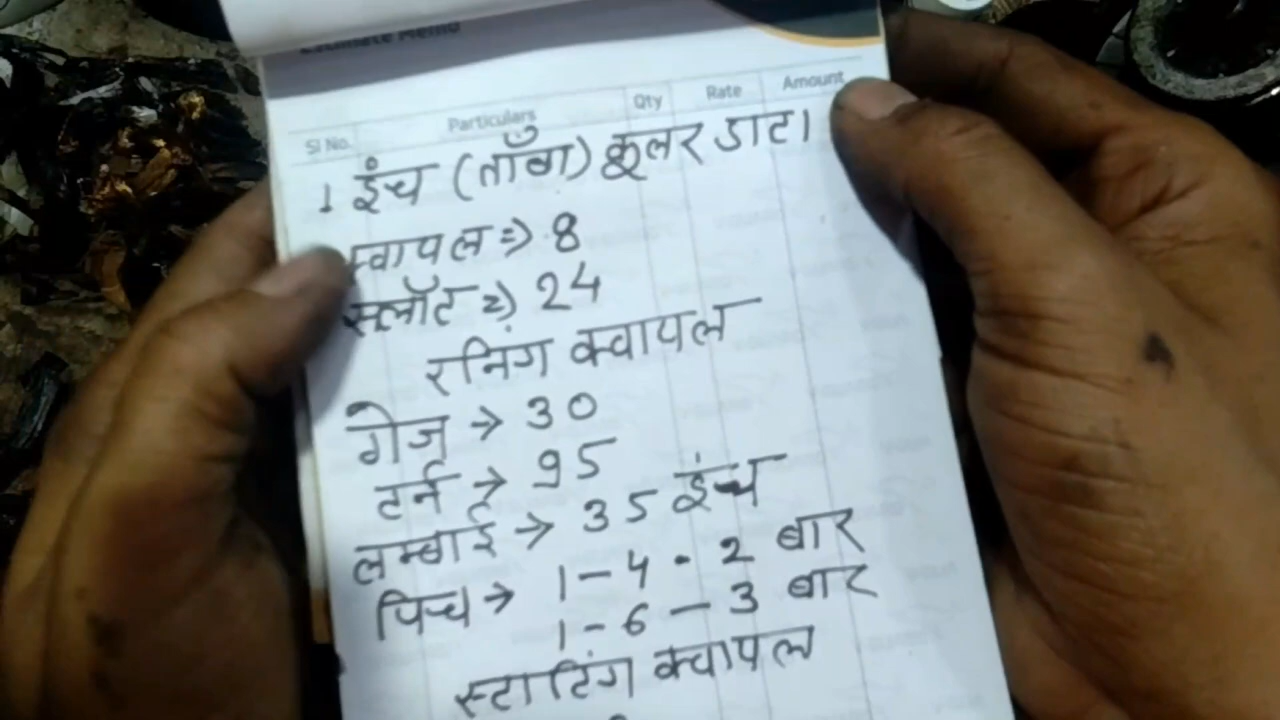 Estimate Memo
Sl No. Particulars Qty Rate Amount
1 इंच (ताँबा) कूलर डाटा
क्वायल => 8
स्लॉट => 24
रनिंग क्वायल
गेज → 30
टर्न → 95
लम्बाई → 35 इंच
पिच → 1-4 - 2 बार
1-6 - 3 बार
स्टाटिंग क्वापल